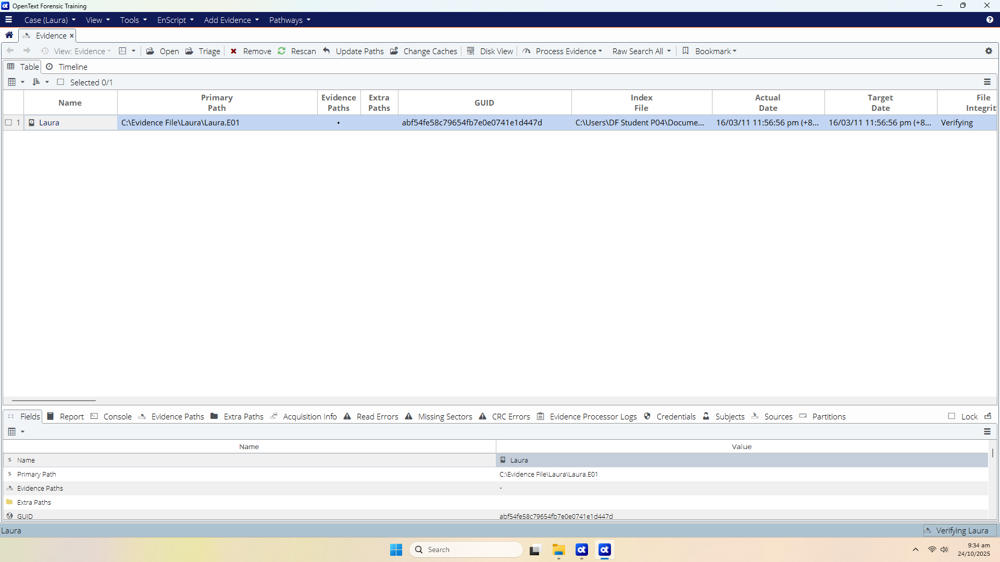 OpenText Forensic Training
Case (Laura) View Tools EnScript Add Evidence Pathways
Evidence
View: Evidence Open Triage Remove Rescan Update Paths Change Caches Disk View Process Evidence Raw Search All Bookmark
Table Timeline
Selected 0/1
Name Primary Path Evidence Paths Extra Paths GUID Index File Actual Date Target Date File Integrit
1 Laura C:\Evidence File\Laura\Laura.E01 • abf54fe58c79654fb7e0e0741e1d447d C:\Users\DF Student P04\Docume... 16/03/11 11:56:56 pm (+8... 16/03/11 11:56:56 pm (+8... Verifying
Fields Report Console Evidence Paths Extra Paths Acquisition Info Read Errors Missing Sectors CRC Errors Evidence Processor Logs Credentials Subjects Sources Partitions Lock
Name Value
S Name Laura
S Primary Path C:\Evidence File\Laura\Laura.E01
Evidence Paths •
Extra Paths
GUID abf54fe58c79654fb7e0e0741e1d447d
Laura Verifying Laura
Search
9:34 am
24/10/2025